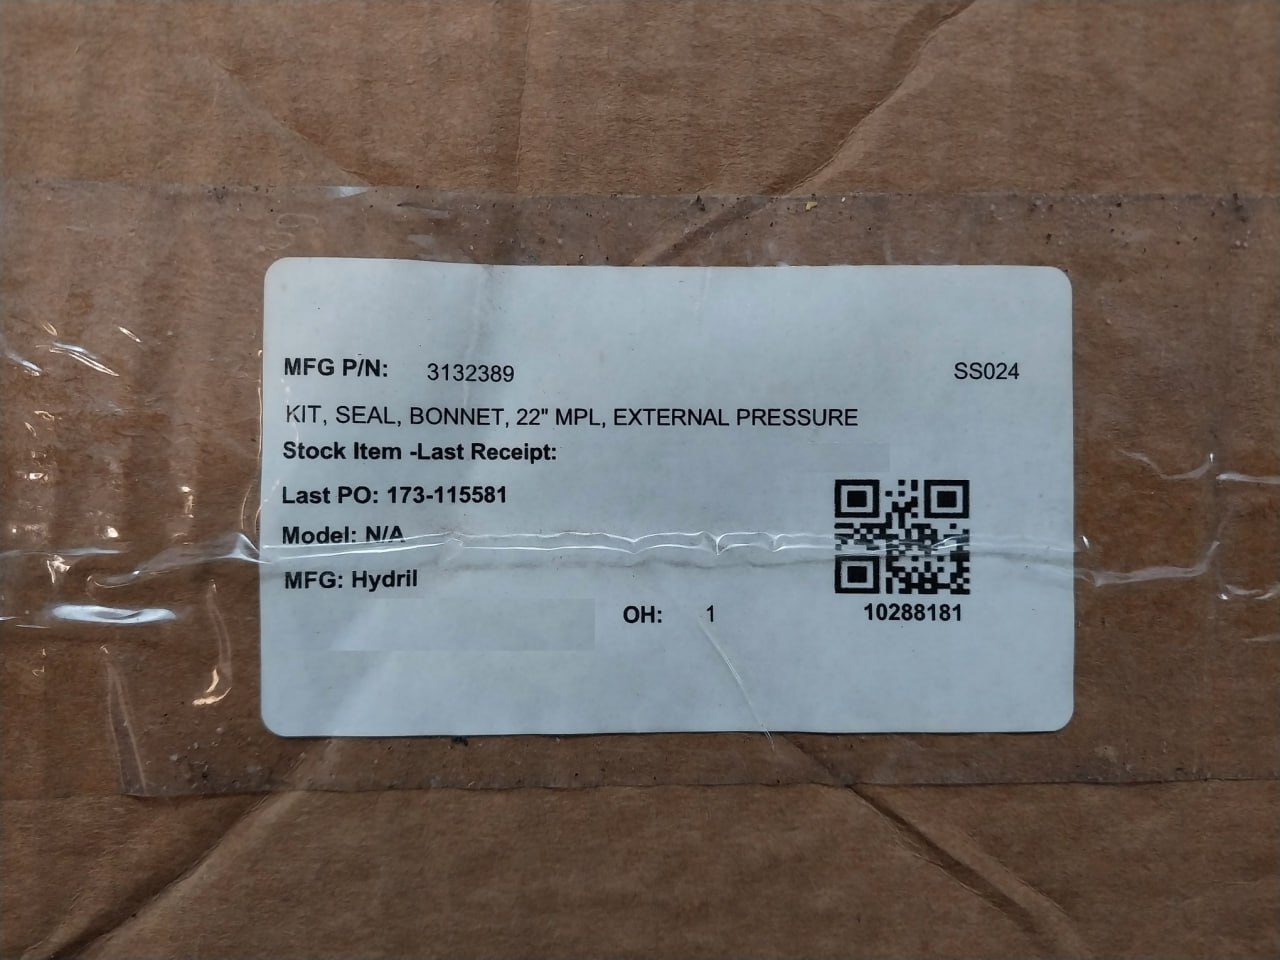 MFG P/N: 3132389 SS024
KIT, SEAL, BONNET, 22" MPL, EXTERNAL PRESSURE
Stock Item -Last Receipt:
Last PO: 173-115581
Model: N/A
MFG: Hydril
OH: 1
10288181